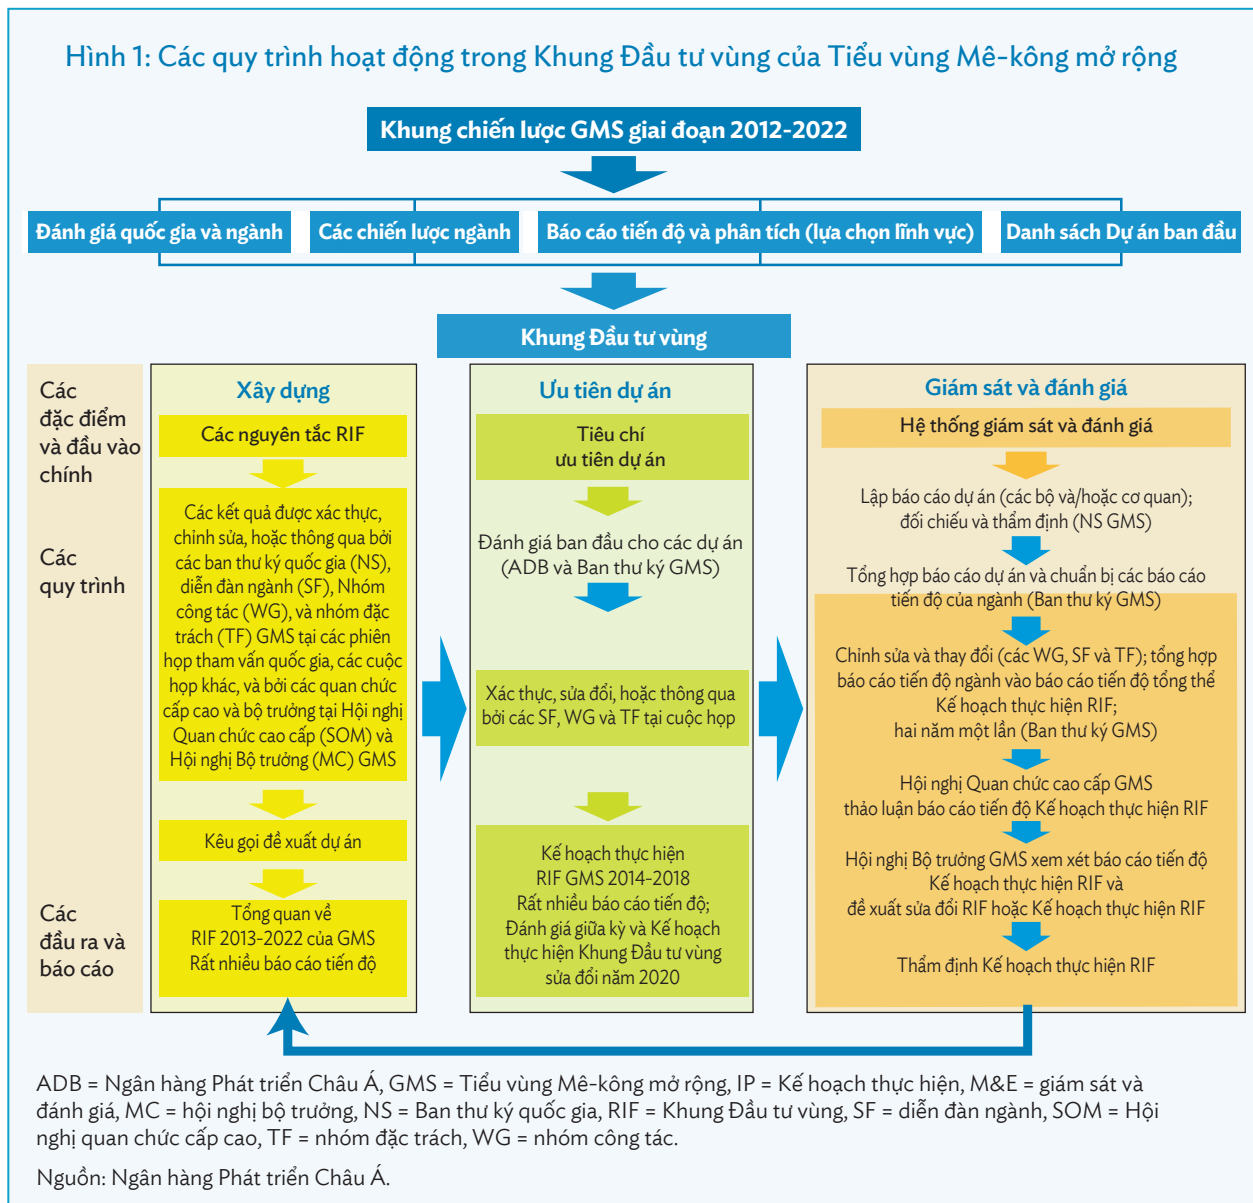 Hình 1: Các quy trình hoạt động trong Khung Đầu tư vùng của Tiểu vùng Mê-kông mở rộng
Khung chiến lược GMS giai đoạn 2012-2022
Đánh giá quốc gia và ngành
Các chiến lược ngành
Báo cáo tiến độ và phân tích (lựa chọn lĩnh vực)
Danh sách Dự án ban đầu
Khung Đầu tư vùng
Các
đặc điểm
và đầu vào
chính
Các
quy trình
Các
đầu ra và
báo cáo
Xây dựng
Các nguyên tắc RIF
Các kết quả được xác thực,
chỉnh sửa, hoặc thông qua bởi
các ban thư ký quốc gia (NS),
diễn đàn ngành (SF), Nhóm
công tác (WG), và nhóm đặc
trách (TF) GMS tại các phiên
họp tham vấn quốc gia, các cuộc
họp khác, và bởi các quan chức
cấp cao và bộ trưởng tại Hội nghị
Quan chức cao cấp (SOM) và
Hội nghị Bộ trưởng (MC) GMS
Kêu gọi đề xuất dự án
Tổng quan về
RIF 2013-2022 của GMS
Rất nhiều báo cáo tiến độ
Ưu tiên dự án
Tiêu chí
ưu tiên dự án
Đánh giá ban đầu cho các dự án
(ADB và Ban thư ký GMS)
Xác thực, sửa đổi, hoặc thông qua
bởi các SF, WG và TF tại cuộc họp
Kế hoạch thực hiện
RIF GMS 2014-2018
Rất nhiều báo cáo tiến độ;
Đánh giá giữa kỳ và Kế hoạch
thực hiện Khung Đầu tư vùng
sửa đổi năm 2020
Giám sát và đánh giá
Hệ thống giám sát và đánh giá
Lập báo cáo dự án (các bộ và/hoặc cơ quan);
đối chiếu và thẩm định (NS GMS)
Tổng hợp báo cáo dự án và chuẩn bị các báo cáo
tiến độ của ngành (Ban thư ký GMS)
Chỉnh sửa và thay đổi (các WG, SF và TF); tổng hợp
báo cáo tiến độ ngành vào báo cáo tiến độ tổng thể
Kế hoạch thực hiện RIF;
hai năm một lần (Ban thư ký GMS)
Hội nghị Quan chức cao cấp GMS
thảo luận báo cáo tiến độ Kế hoạch thực hiện RIF
Hội nghị Bộ trưởng GMS xem xét báo cáo tiến độ
Kế hoạch thực hiện RIF và
đề xuất sửa đổi RIF hoặc Kế hoạch thực hiện RIF
Thẩm định Kế hoạch thực hiện RIF
ADB = Ngân hàng Phát triển Châu Á, GMS = Tiểu vùng Mê-kông mở rộng, IP = Kế hoạch thực hiện, M&E = giám sát và
đánh giá, MC = hội nghị bộ trưởng, NS = Ban thư ký quốc gia, RIF = Khung Đầu tư vùng, SF = diễn đàn ngành, SOM = Hội
nghị quan chức cấp cao, TF = nhóm đặc trách, WG = nhóm công tác.
Nguồn: Ngân hàng Phát triển Châu Á.